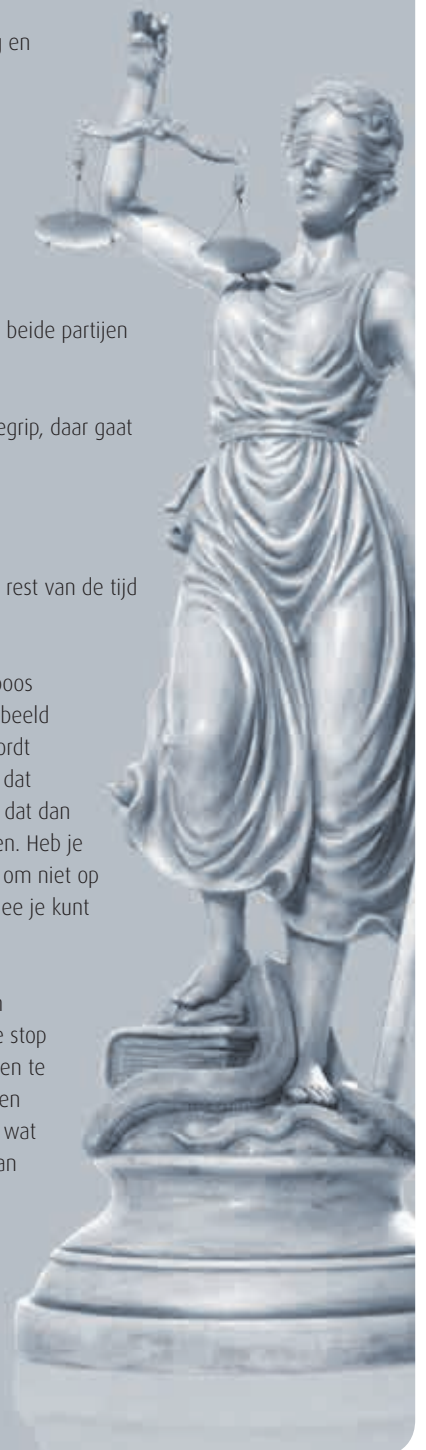 en
beide partijen
egrip, daar gaat
rest van de tijd
oos
beeld
ordt
dat
dat dan
en. Heb je
om niet op
ee je kunt
e stop
en te
en
wat
an